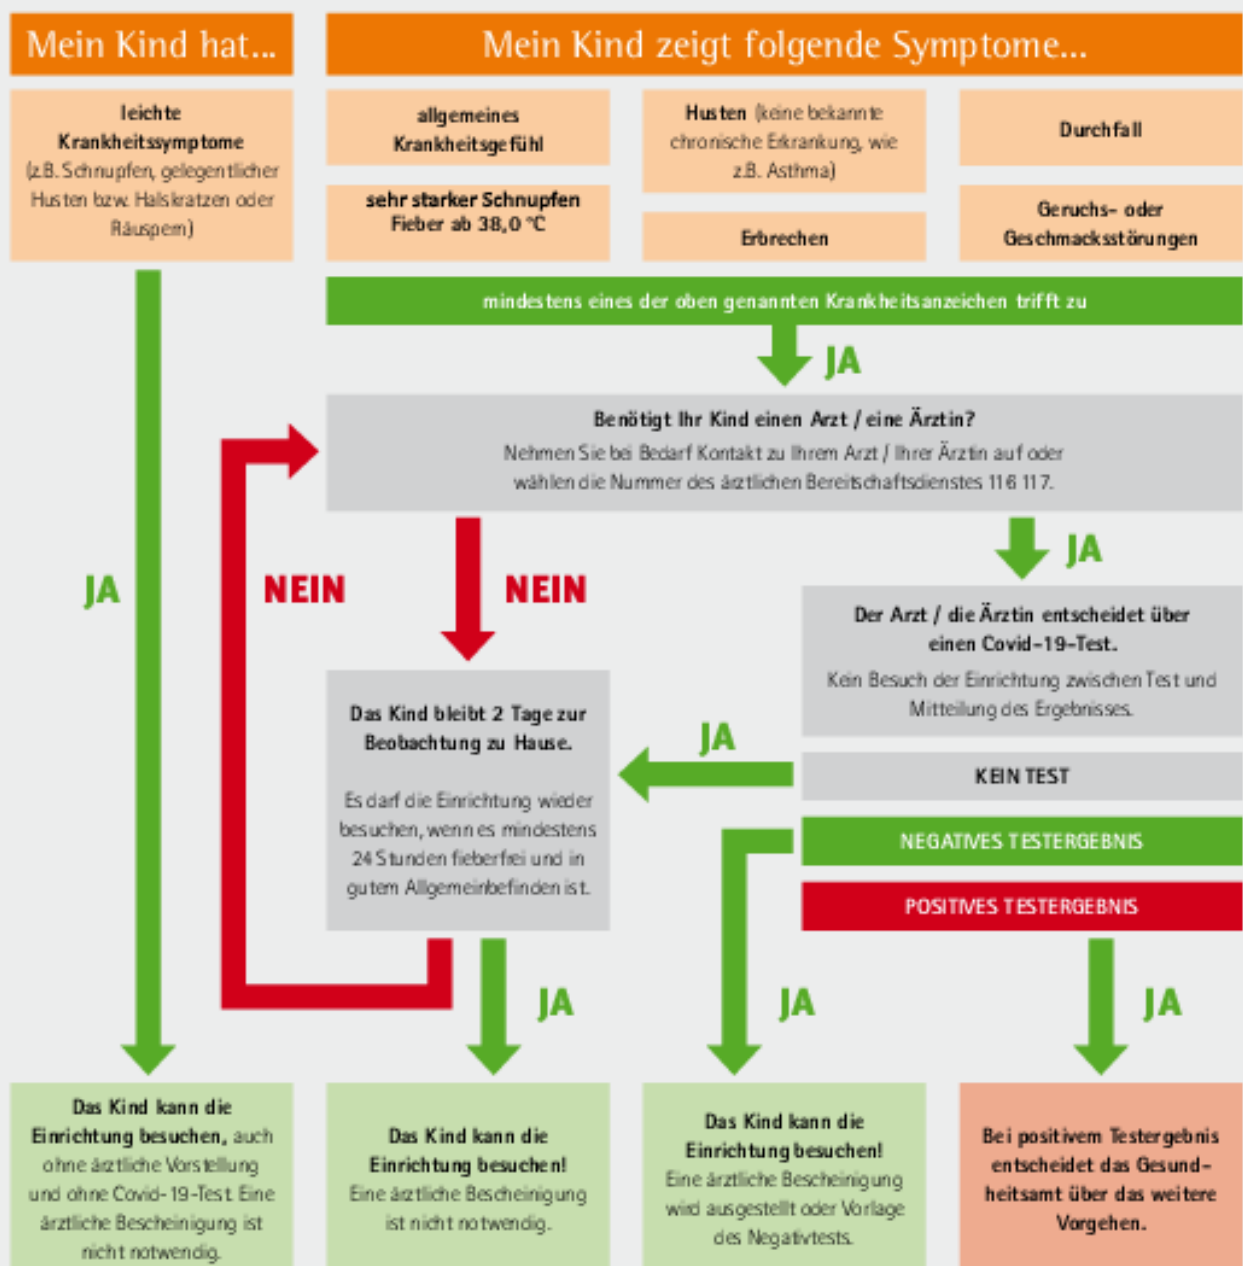 Mein Kind hat...
Mein Kind zeigt folgende Symptome...
leichte
Krankheitssymptome
(z.B. Schnupfen, gelegentlicher
Husten bzw. Halskratzen oder
Räuspern)
allgemeines
Krankheitsgefühl
sehr starker Schnupfen
Fieber ab 38,0 °C
Husten (keine bekannte
chronische Erkrankung, wie
z.B. Asthma)
Erbrechen
Durchfall
Geruchs- oder
Geschmacksstörungen
mindestens eines der oben genannten Krankheitsanzeichen trifft zu
JA
Benötigt Ihr Kind einen Arzt / eine Ärztin?
Nehmen Sie bei Bedarf Kontakt zu Ihrem Arzt / Ihrer Ärztin auf oder
wählen die Nummer des ärztlichen Bereitschaftsdienstes 116 117.
JA
NEIN
NEIN
JA
Der Arzt / die Ärztin entscheidet über
einen Covid-19-Test.
Kein Besuch der Einrichtung zwischen Test und
Mitteilung des Ergebnisses.
Das Kind bleibt 2 Tage zur
Beobachtung zu Hause.
Es darf die Einrichtung wieder
besuchen, wenn es mindestens
24 Stunden fieberfrei und in
gutem Allgemeinbefinden ist.
JA
KEIN TEST
NEGATIVES TESTERGEBNIS
POSITIVES TESTERGEBNIS
JA
JA
JA
Das Kind kann die
Einrichtung besuchen, auch
ohne ärztliche Vorstellung
und ohne Covid-19-Test. Eine
ärztliche Bescheinigung ist
nicht notwendig.
Das Kind kann die
Einrichtung besuchen!
Eine ärztliche Bescheinigung
ist nicht notwendig.
Das Kind kann die
Einrichtung besuchen!
Eine ärztliche Bescheinigung
wird ausgestellt oder Vorlage
des Negativtests.
Bei positivem Testergebnis
entscheidet das Gesund-
heitsamt über das weitere
Vorgehen.